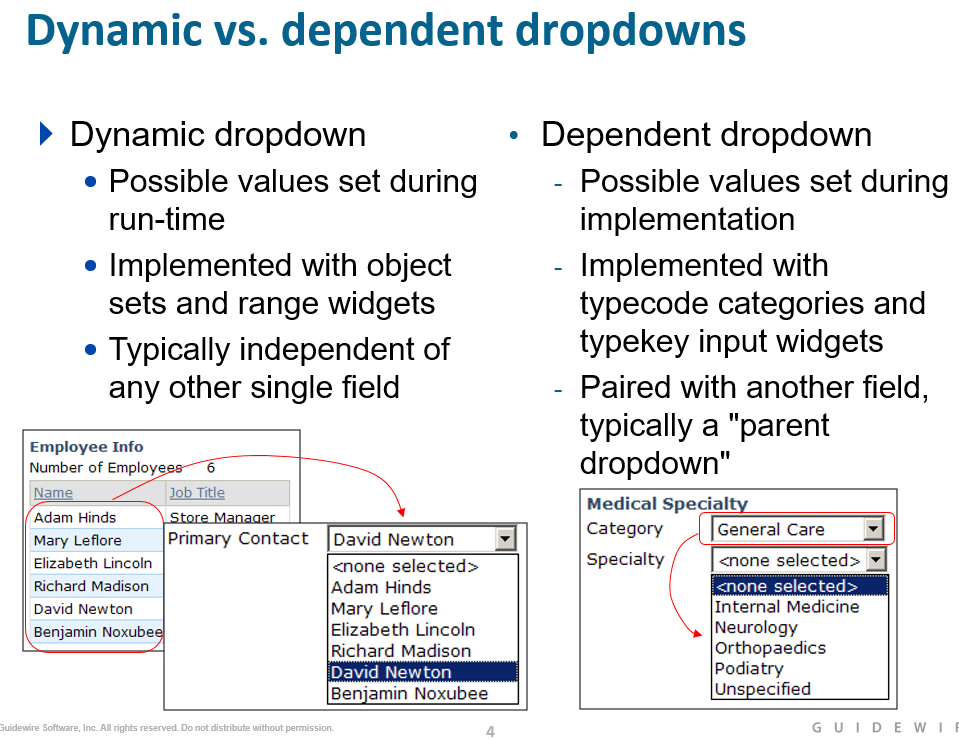 Dynamic vs. dependent dropdowns
Dynamic dropdown
Possible values set during
run-time
Implemented with object
sets and range widgets
Typically independent of
any other single field
Dependent dropdown
- Possible values set during
implementation
- Implemented with
typecode categories and
typekey input widgets
- Paired with another field,
typically a "parent
dropdown"
Employee Info
Number of Employees 6
Name Job Title
Adam Hinds Store Manager
Mary Leflore
Elizabeth Lincoln
Richard Madison
David Newton
Benjamin Noxubee
Primary Contact David Newton
<none selected>
Adam Hinds
Mary Leflore
Elizabeth Lincoln
Richard Madison
David Newton
Benjamin Noxubee
Medical Specialty
Category General Care
Specialty <none selected>
<none selected>
Internal Medicine
Neurology
Orthopaedics
Podiatry
Unspecified
Guidewire Software, Inc. All rights reserved. Do not distribute without permission.
4
G U I D E W I